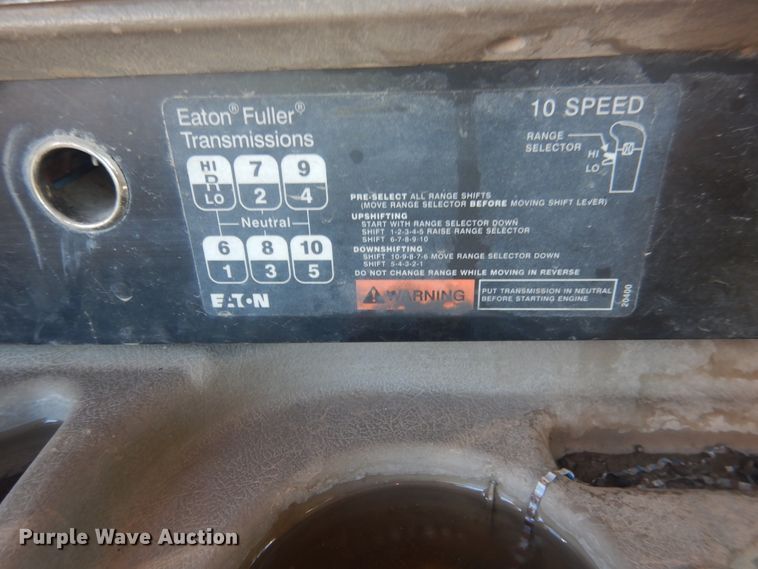 Eaton® Fuller®
Transmissions
10 SPEED
RANGE
SELECTOR
HI
LO
HI 7 9
R
LO 2 4
Neutral
6 8 10
1 3 5
EATON
PRE-SELECT ALL RANGE SHIFTS
(MOVE RANGE SELECTOR BEFORE MOVING SHIFT LEVER)
UPSHIFTING
START WITH RANGE SELECTOR DOWN
SHIFT 1-2-3-4-5 RAISE RANGE SELECTOR
SHIFT 6-7-8-9-10
DOWNSHIFTING
SHIFT 10-9-8-7-6 MOVE RANGE SELECTOR DOWN
SHIFT 5-4-3-2-1
DO NOT CHANGE RANGE WHILE MOVING IN REVERSE
WARNING
PUT TRANSMISSION IN NEUTRAL
BEFORE STARTING ENGINE
20400
Purple Wave Auction